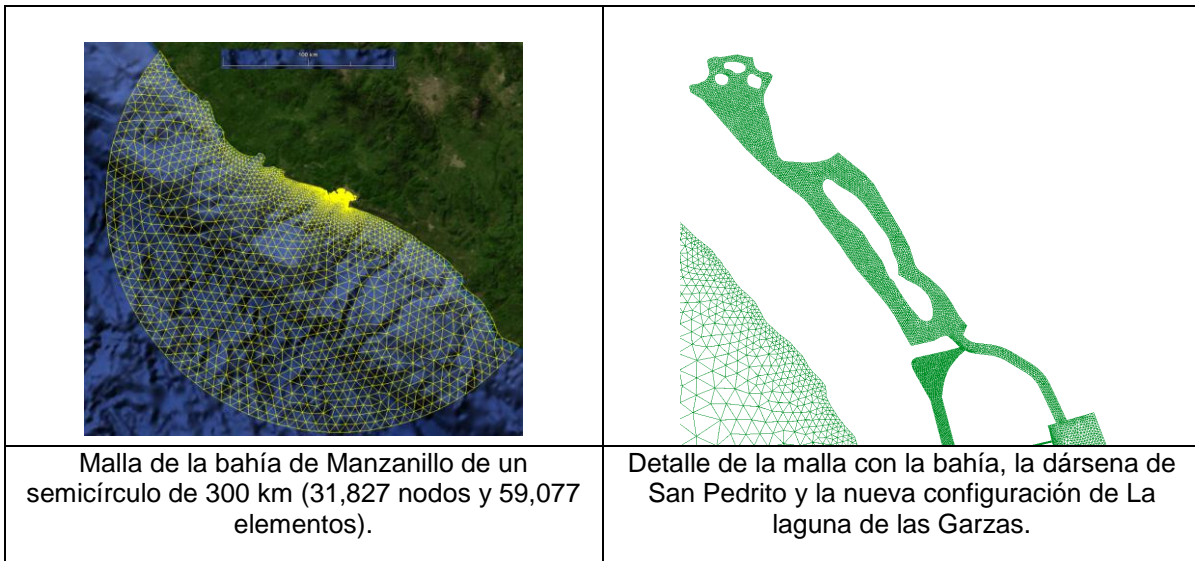 100 km
Malla de la bahía de Manzanillo de un
semicírculo de 300 km (31,827 nodos y 59,077
elementos).
Detalle de la malla con la bahía, la dársena de
San Pedrito y la nueva configuración de La
laguna de las Garzas.